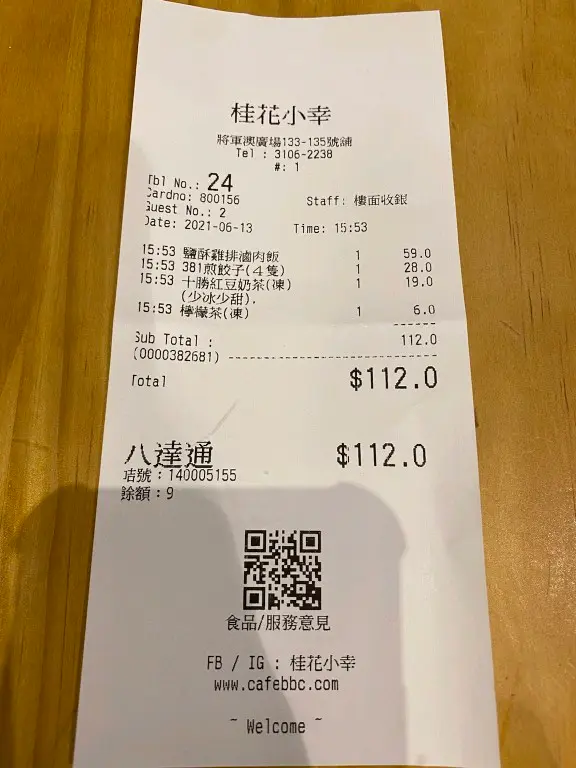 桂花小幸
將軍澳廣場133-135號舖
Tel : 3106-2238
#: 1
Tbl No.: 24
Cardno: 800156 Staff: 樓面收銀
Guest No.: 2
Date: 2021-06-13 Time: 15:53
15:53 鹽酥雞排滷肉飯 1 59.0
15:53 381煎餃子(4隻) 1 28.0
15:53 十勝紅豆奶茶(凍) 1 19.0
(少冰少甜).
15:53 檸檬茶(凍) 1 6.0
------
Sub Total : 112.0
(0000382681) ------------------------------
Total $112.0
八達通 $112.0
咭號：140005155
餘額：9
食品/服務意見
FB / IG : 桂花小幸
www.cafebbc.com
~ Welcome ~